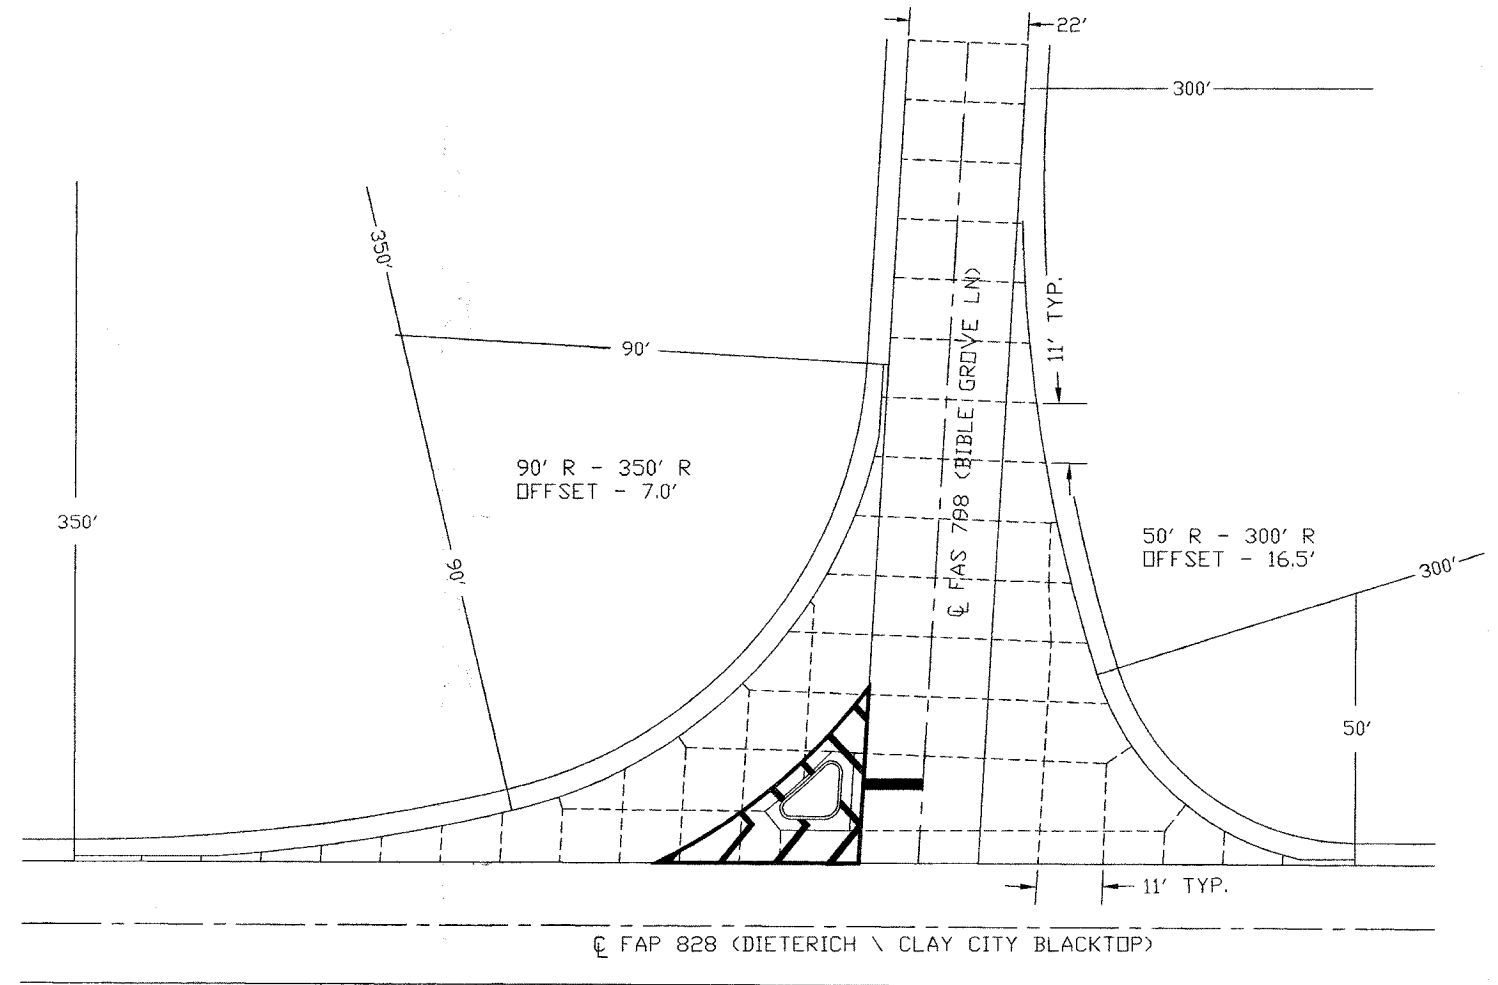 22'
300'
350'
90'
11' TYP.
90' R - 350' R
OFFSET - 7.0'
350'
℄ FAS 798 (BIBLE GROVE LN)
50' R - 300' R
OFFSET - 16.5'
90'
300'
50'
11' TYP.
℄ FAP 828 (DIETERICH \ CLAY CITY BLACKTOP)